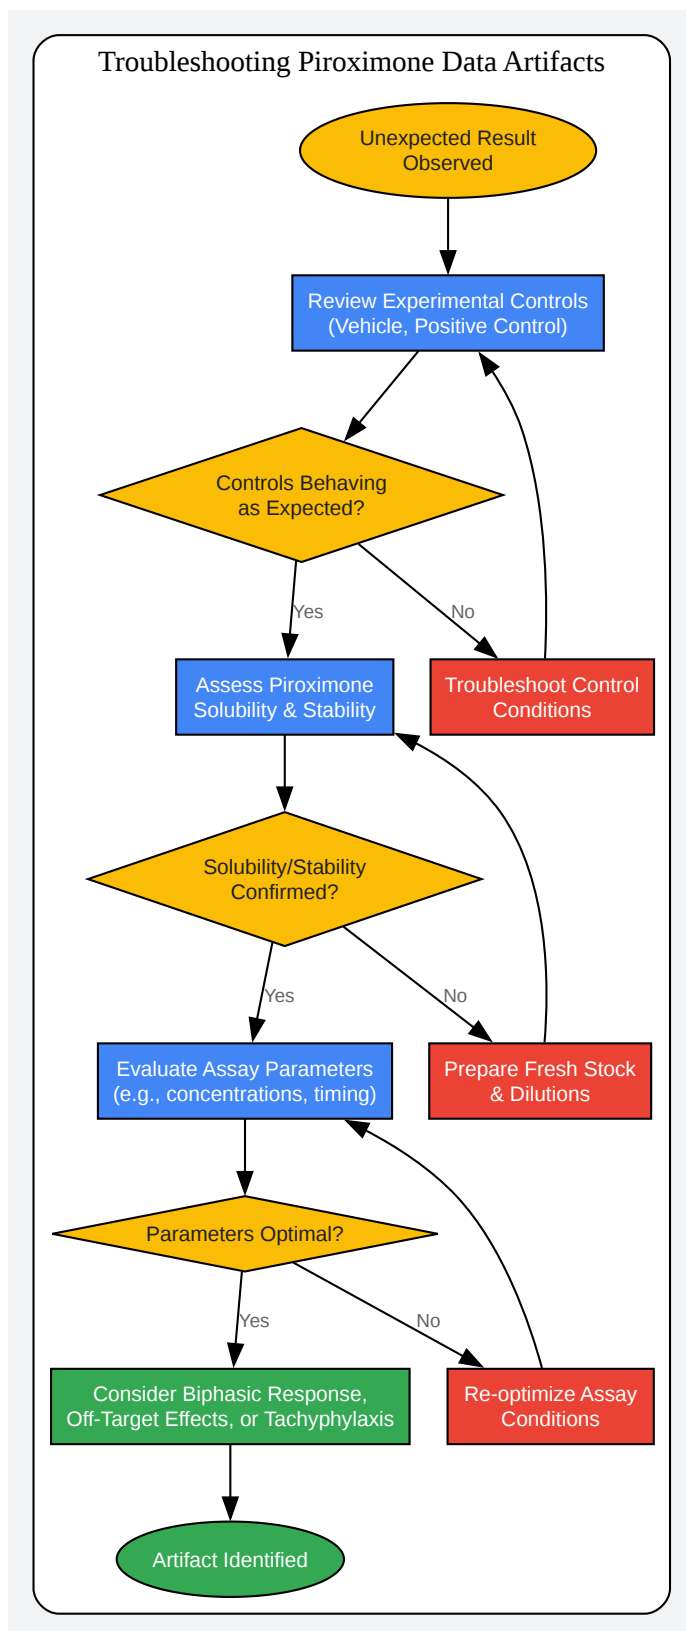 Troubleshooting Piroximone Data Artifacts
Unexpected Result
Observed
Review Experimental Controls
(Vehicle, Positive Control)
Controls Behaving
as Expected?
Yes
No
Assess Piroximone
Solubility & Stability
Troubleshoot Control
Conditions
Solubility/Stability
Confirmed?
Yes
No
Evaluate Assay Parameters
(e.g., concentrations, timing)
Prepare Fresh Stock
& Dilutions
Parameters Optimal?
Yes
No
Consider Biphasic Response,
Off-Target Effects, or Tachyphylaxis
Re-optimize Assay
Conditions
Artifact Identified